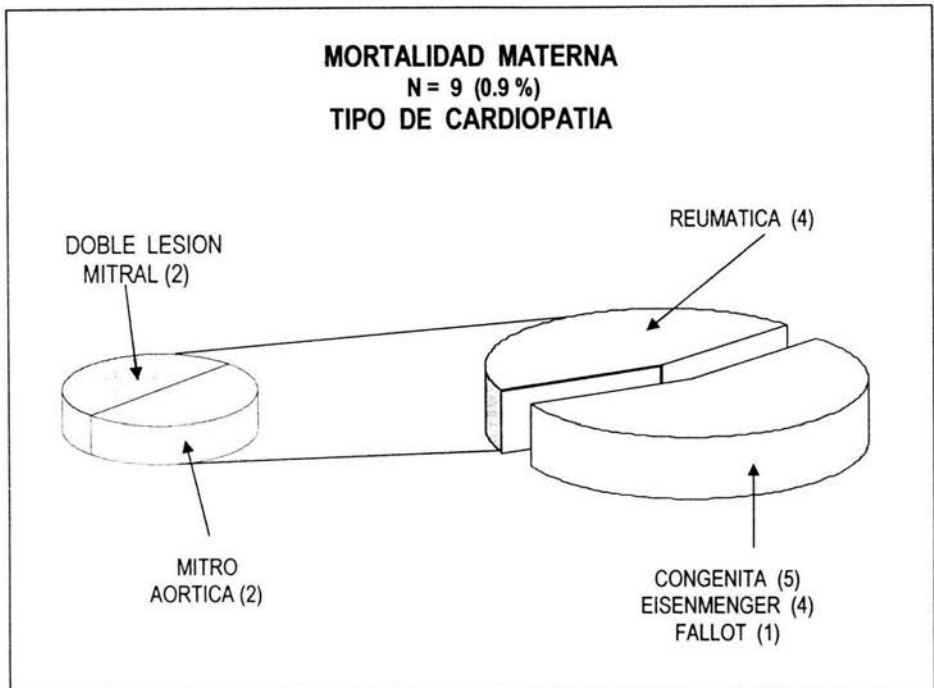 MORTALIDAD MATERNA
N = 9 (0.9 %)
TIPO DE CARDIOPATIA
DOBLE LESION
MITRAL (2)
REUMATICA (4)
MITRO
AORTICA (2)
CONGENITA (5)
EISENMENGER (4)
FALLOT (1)